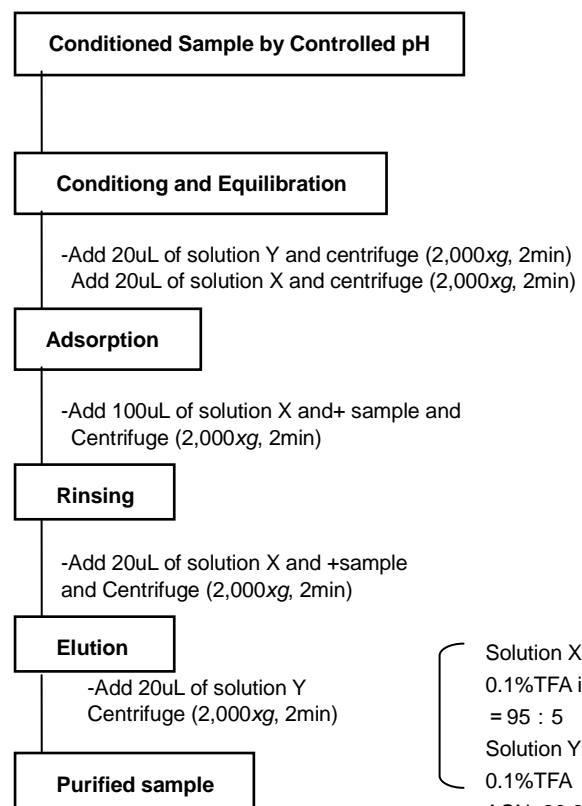 Conditioned Sample by Controlled pH
Conditiong and Equilibration
-Add 20uL of solution Y and centrifuge (2,000xg, 2min)
Add 20uL of solution X and centrifuge (2,000xg, 2min)
Adsorption
-Add 100uL of solution X and+ sample and
Centrifuge (2,000xg, 2min)
Rinsing
-Add 20uL of solution X and +sample
and Centrifuge (2,000xg, 2min)
Elution
-Add 20uL of solution Y
Centrifuge (2,000xg, 2min)
Purified sample
Solution X
0.1%TFA i
= 95 : 5
Solution Y
0.1%TFA